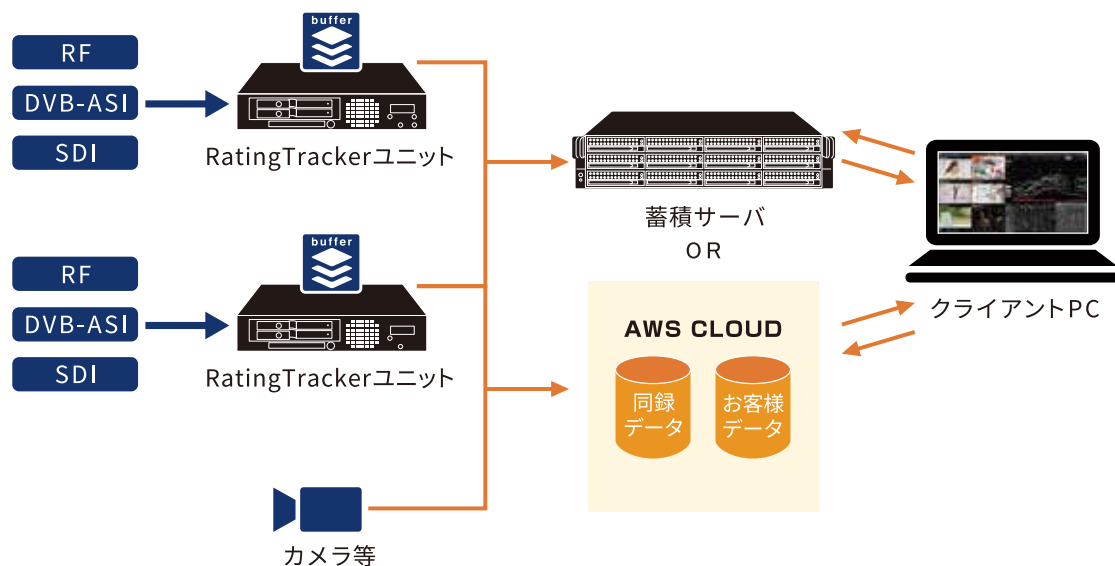 buffer
RF
DVB-ASI
SDI
RatingTrackerユニット
buffer
RF
DVB-ASI
SDI
RatingTrackerユニット
カメラ等
蓄積サーバ
OR
AWS CLOUD
同録
データ
お客様
データ
クライアントPC